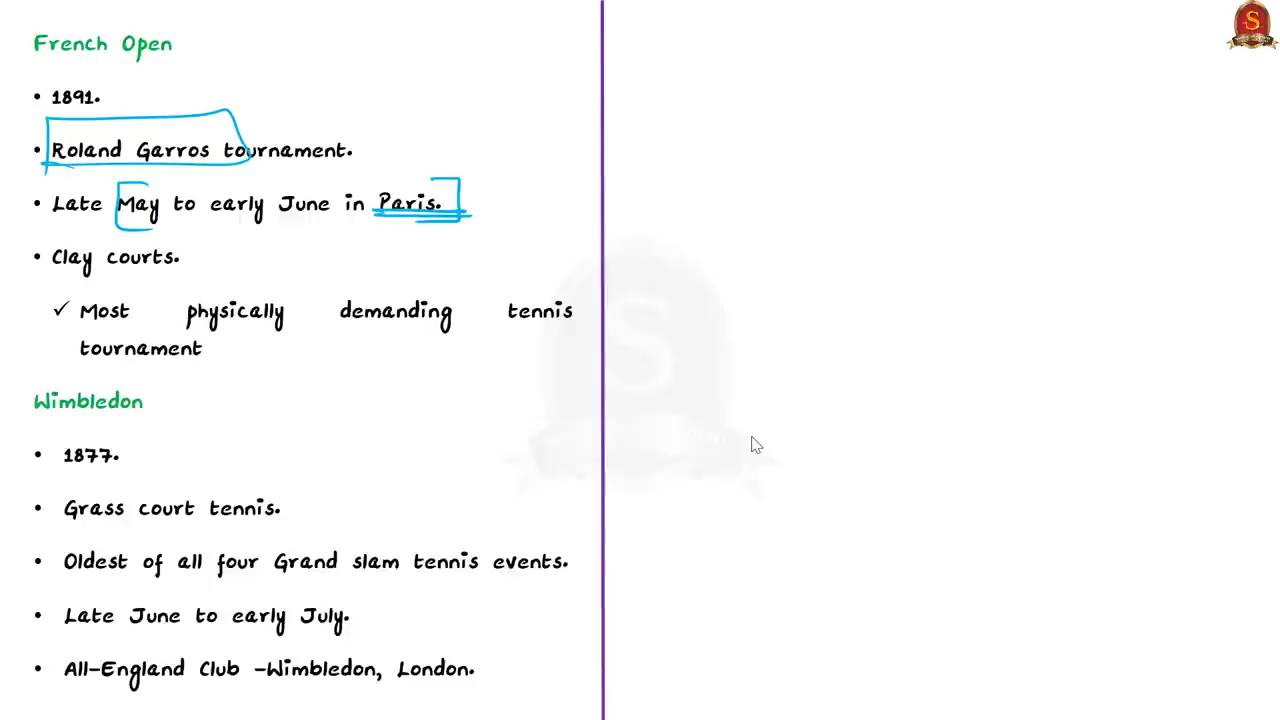 French Open
• 1891.
• Roland Garros tournament.
• Late May to early June in Paris.
• Clay courts.
✓ Most physically demanding tennis
tournament
Wimbledon
• 1877.
• Grass court tennis.
• Oldest of all four Grand slam tennis events.
• Late June to early July.
• All-England Club -Wimbledon, London.
S
S